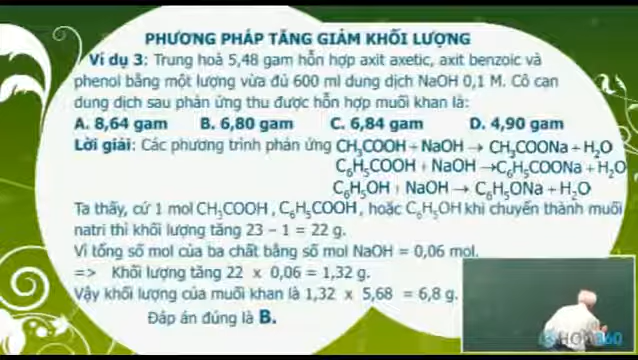 PHƯƠNG PHÁP TĂNG GIẢM KHỐI LƯỢNG
Ví dụ 3: Trung hoà 5,48 gam hỗn hợp axit axetic, axit benzoic và
phenol bằng một lượng vừa đủ 600 ml dung dịch NaOH 0,1 M. Cô cạn
dung dịch sau phản ứng thu được hỗn hợp muối khan là:
A. 8,64 gam B. 6,80 gam C. 6,84 gam D. 4,90 gam
Lời giải: Các phương trình phản ứng CH₃COOH + NaOH → CH₃COONa + H₂O
C₆H₅COOH + NaOH → C₆H₅COONa + H₂O
C₆H₅OH + NaOH → C₆H₅ONa + H₂O
Ta thấy, cứ 1 mol CH₃COOH , C₆H₅COOH, hoặc C₆H₅OH khi chuyển thành muối
natri thì khối lượng tăng 23 – 1 = 22 g.
Vì tổng số mol của ba chất bằng số mol NaOH = 0,06 mol.
=> Khối lượng tăng 22 x 0,06 = 1,32 g.
Vậy khối lượng của muối khan là 1,32 x 5,68 = 6,8 g.
Đáp án đúng là B.